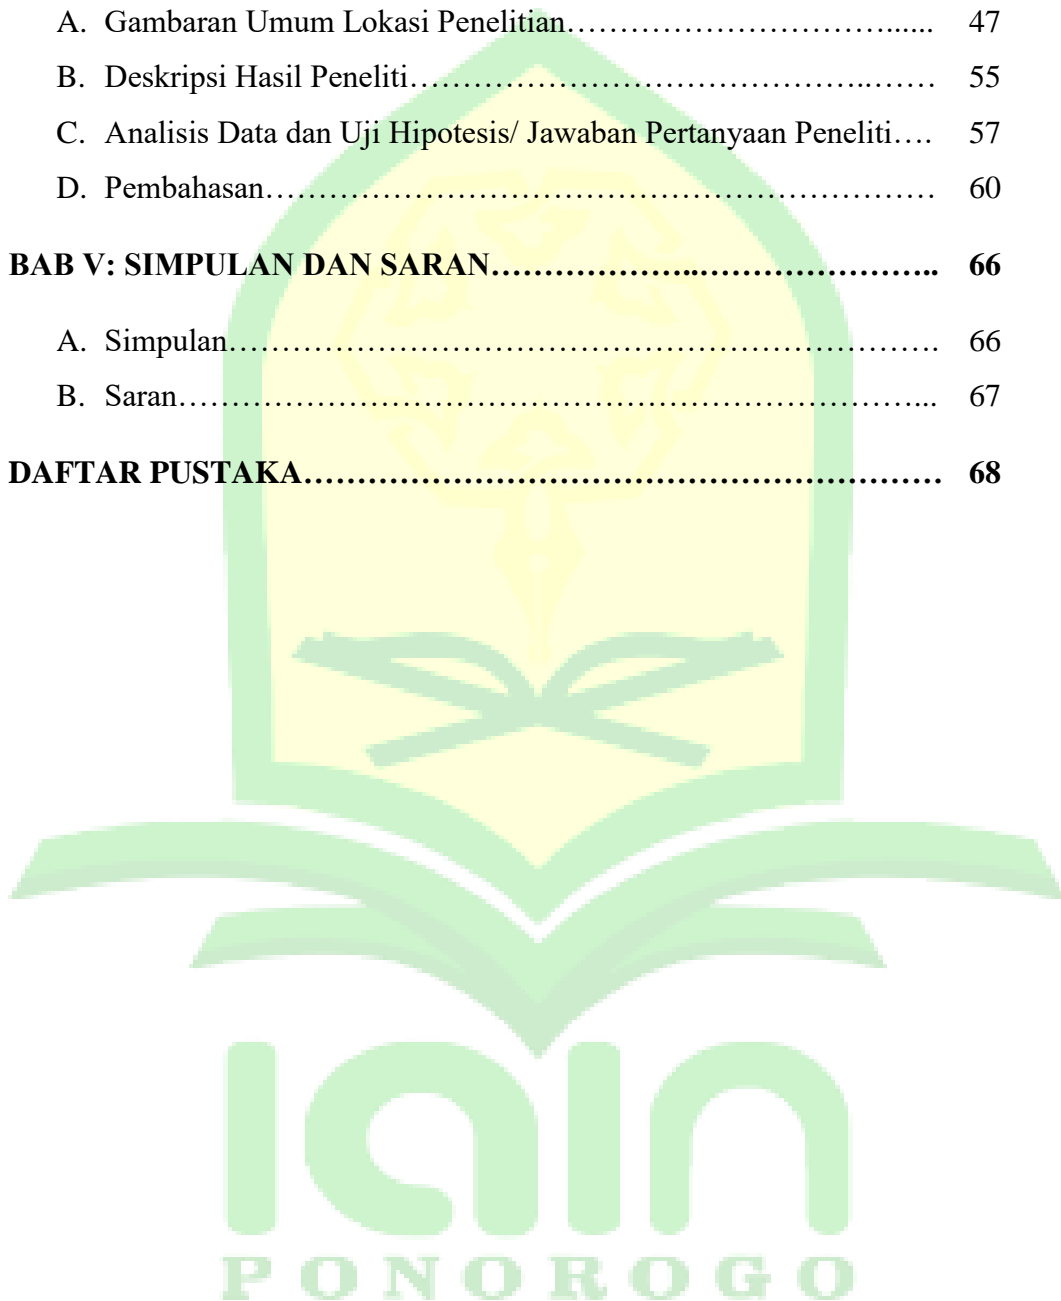 A. Gambaran Umum Lokasi Penelitian………………………………...... 47
B. Deskripsi Hasil Peneliti…………………………………………..…… 55
C. Analisis Data dan Uji Hipotesis/ Jawaban Pertanyaan Peneliti…. 57
D. Pembahasan………………………………………………………… 60
BAB V: SIMPULAN DAN SARAN…………………...………………….. 66
A. Simpulan……………………………………………………………. 66
B. Saran………………………………………………………………... 67
DAFTAR PUSTAKA……………………………………………………… 68
IAIN
PONOROGO